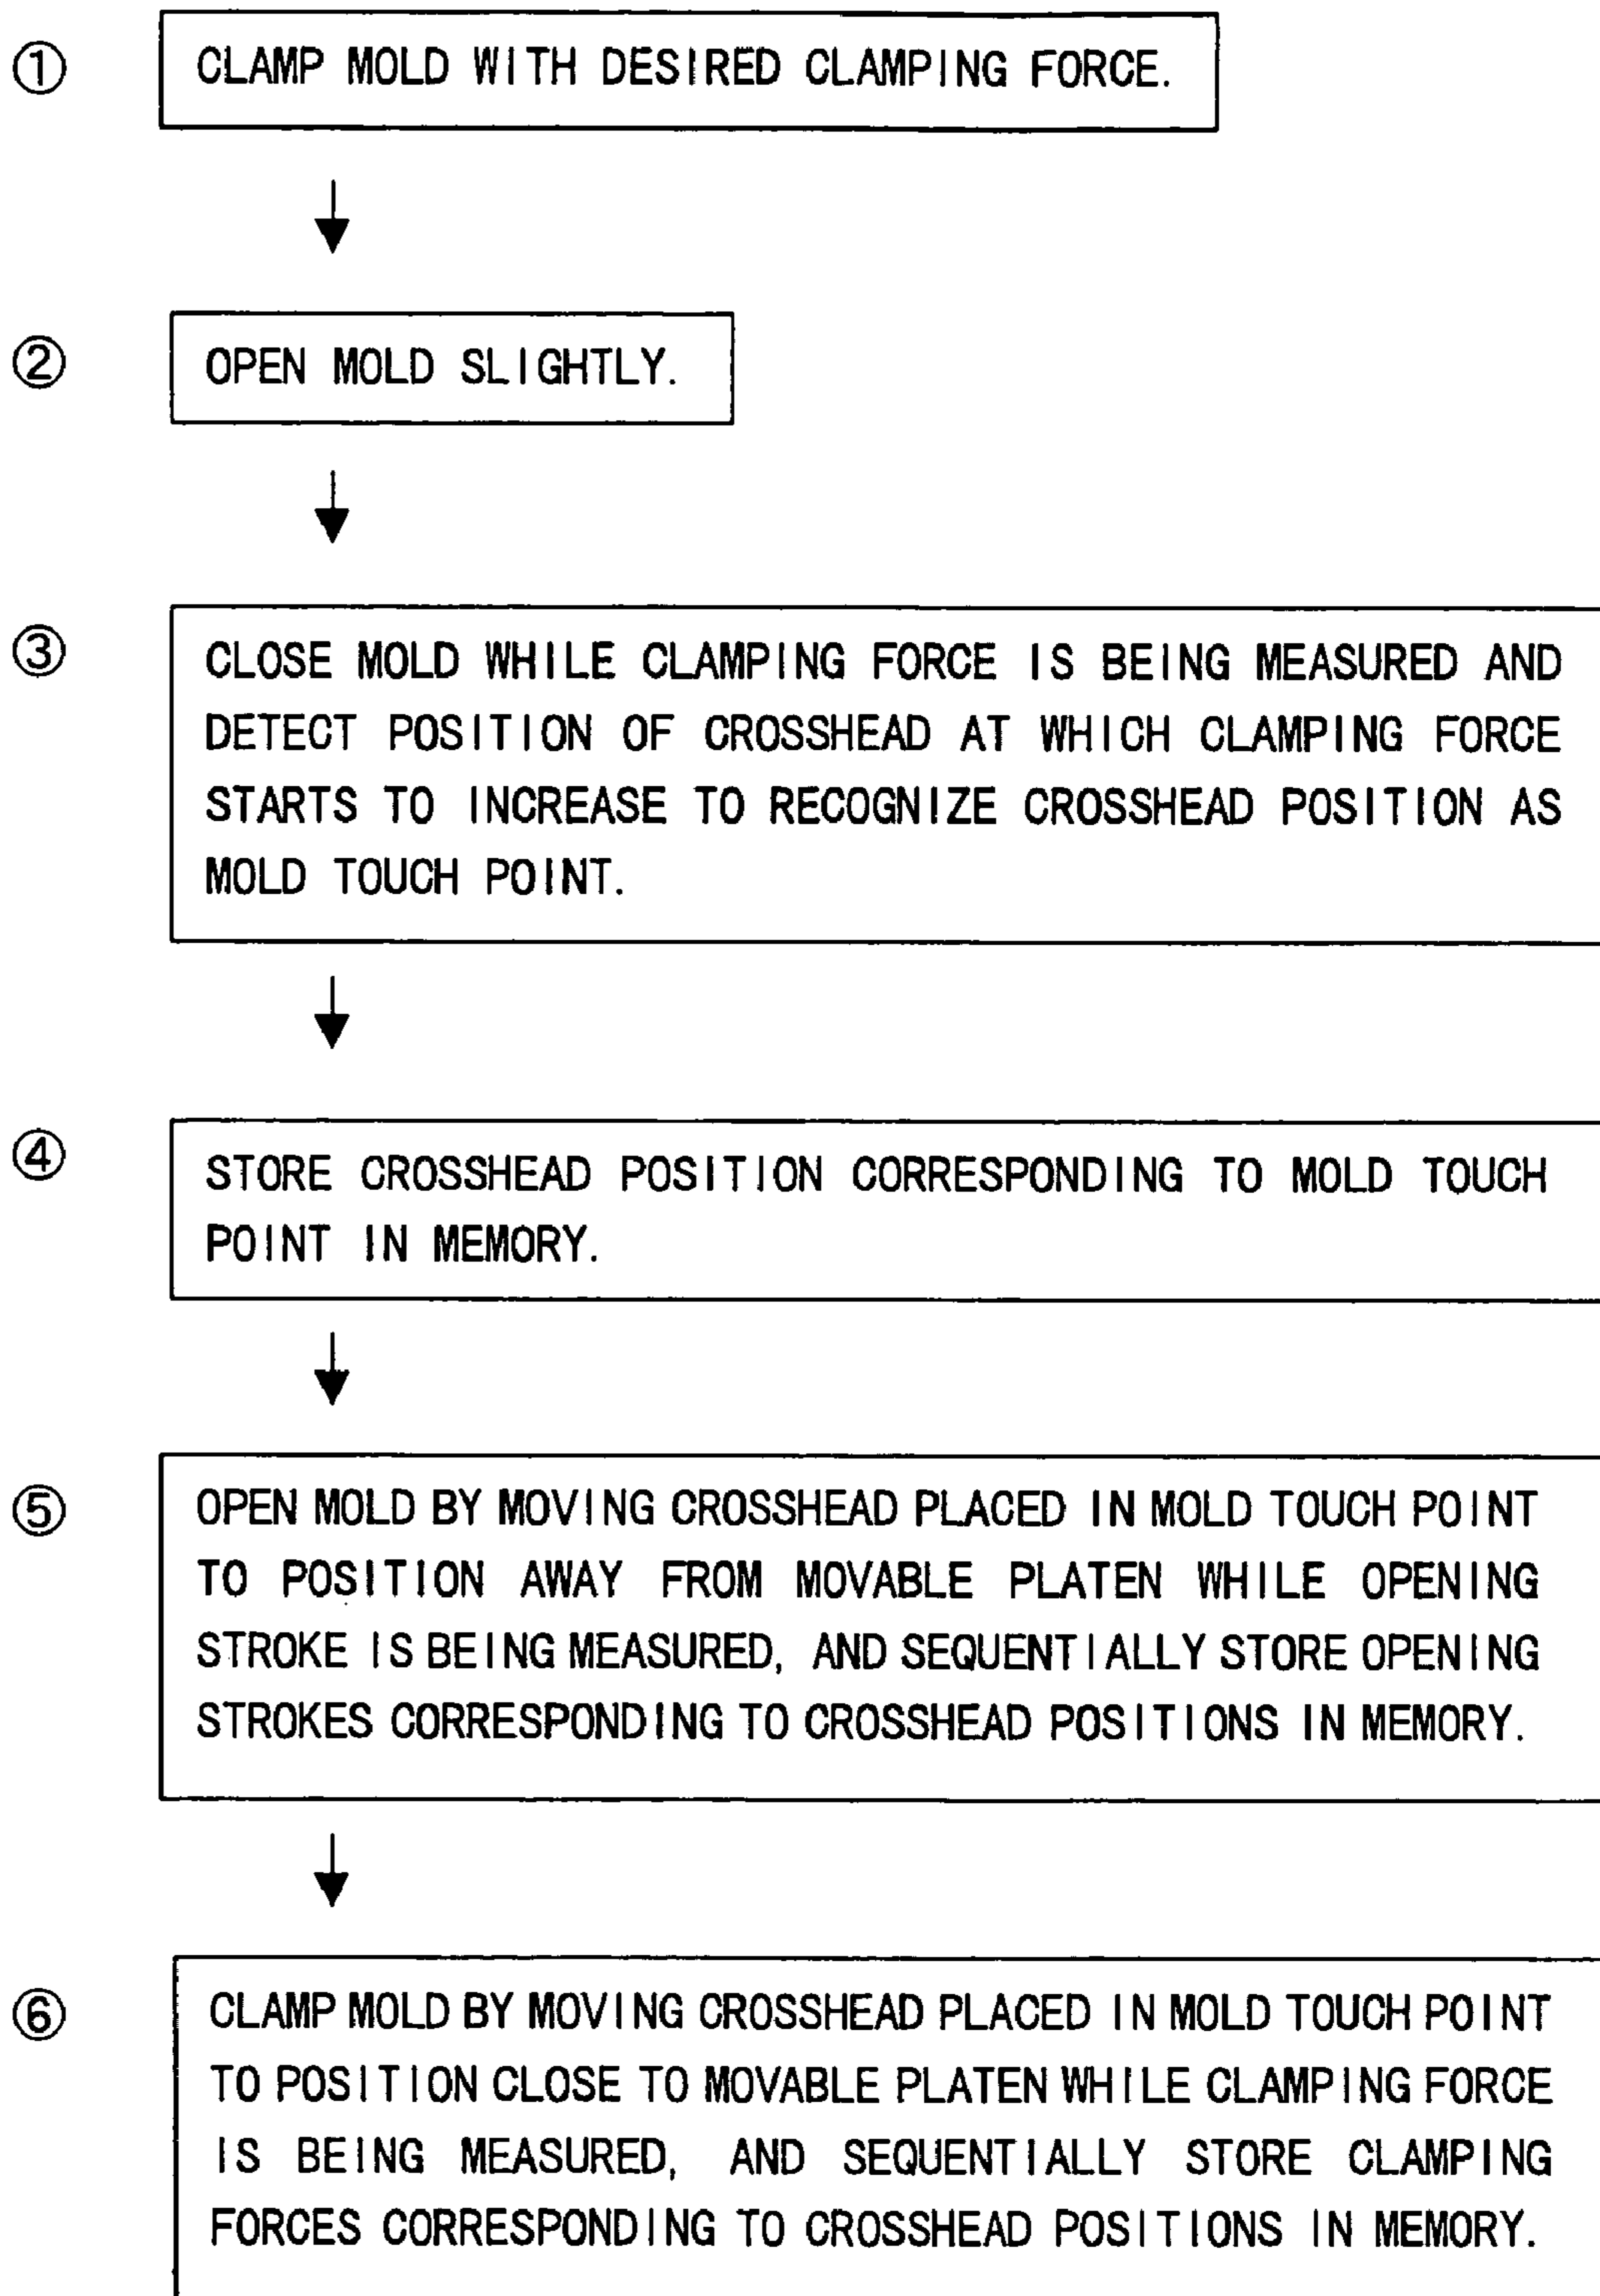 ① CLAMP MOLD WITH DESIRED CLAMPING FORCE.
② OPEN MOLD SLIGHTLY.
③ CLOSE MOLD WHILE CLAMPING FORCE IS BEING MEASURED AND
DETECT POSITION OF CROSSHEAD AT WHICH CLAMPING FORCE
STARTS TO INCREASE TO RECOGNIZE CROSSHEAD POSITION AS
MOLD TOUCH POINT.
④ STORE CROSSHEAD POSITION CORRESPONDING TO MOLD TOUCH
POINT IN MEMORY.
⑤ OPEN MOLD BY MOVING CROSSHEAD PLACED IN MOLD TOUCH POINT
TO POSITION AWAY FROM MOVABLE PLATEN WHILE OPENING
STROKE IS BEING MEASURED, AND SEQUENTIALLY STORE OPENING
STROKES CORRESPONDING TO CROSSHEAD POSITIONS IN MEMORY.
⑥ CLAMP MOLD BY MOVING CROSSHEAD PLACED IN MOLD TOUCH POINT
TO POSITION CLOSE TO MOVABLE PLATEN WHILE CLAMPING FORCE
IS BEING MEASURED, AND SEQUENTIALLY STORE CLAMPING
FORCES CORRESPONDING TO CROSSHEAD POSITIONS IN MEMORY.